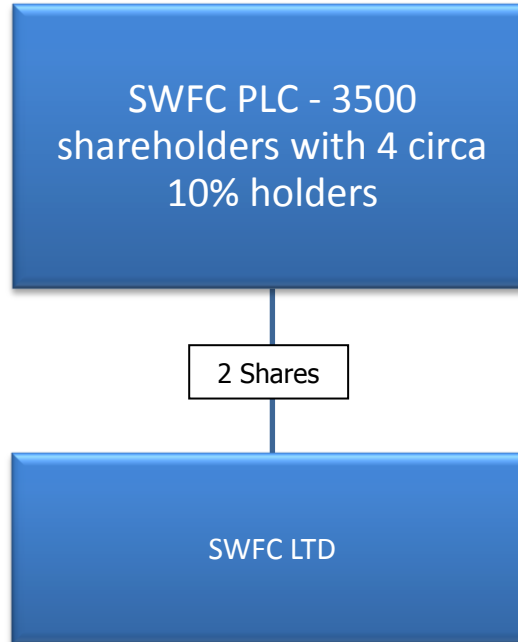 SWFC PLC - 3500
shareholders with 4 circa
10% holders
2 Shares
SWFC LTD